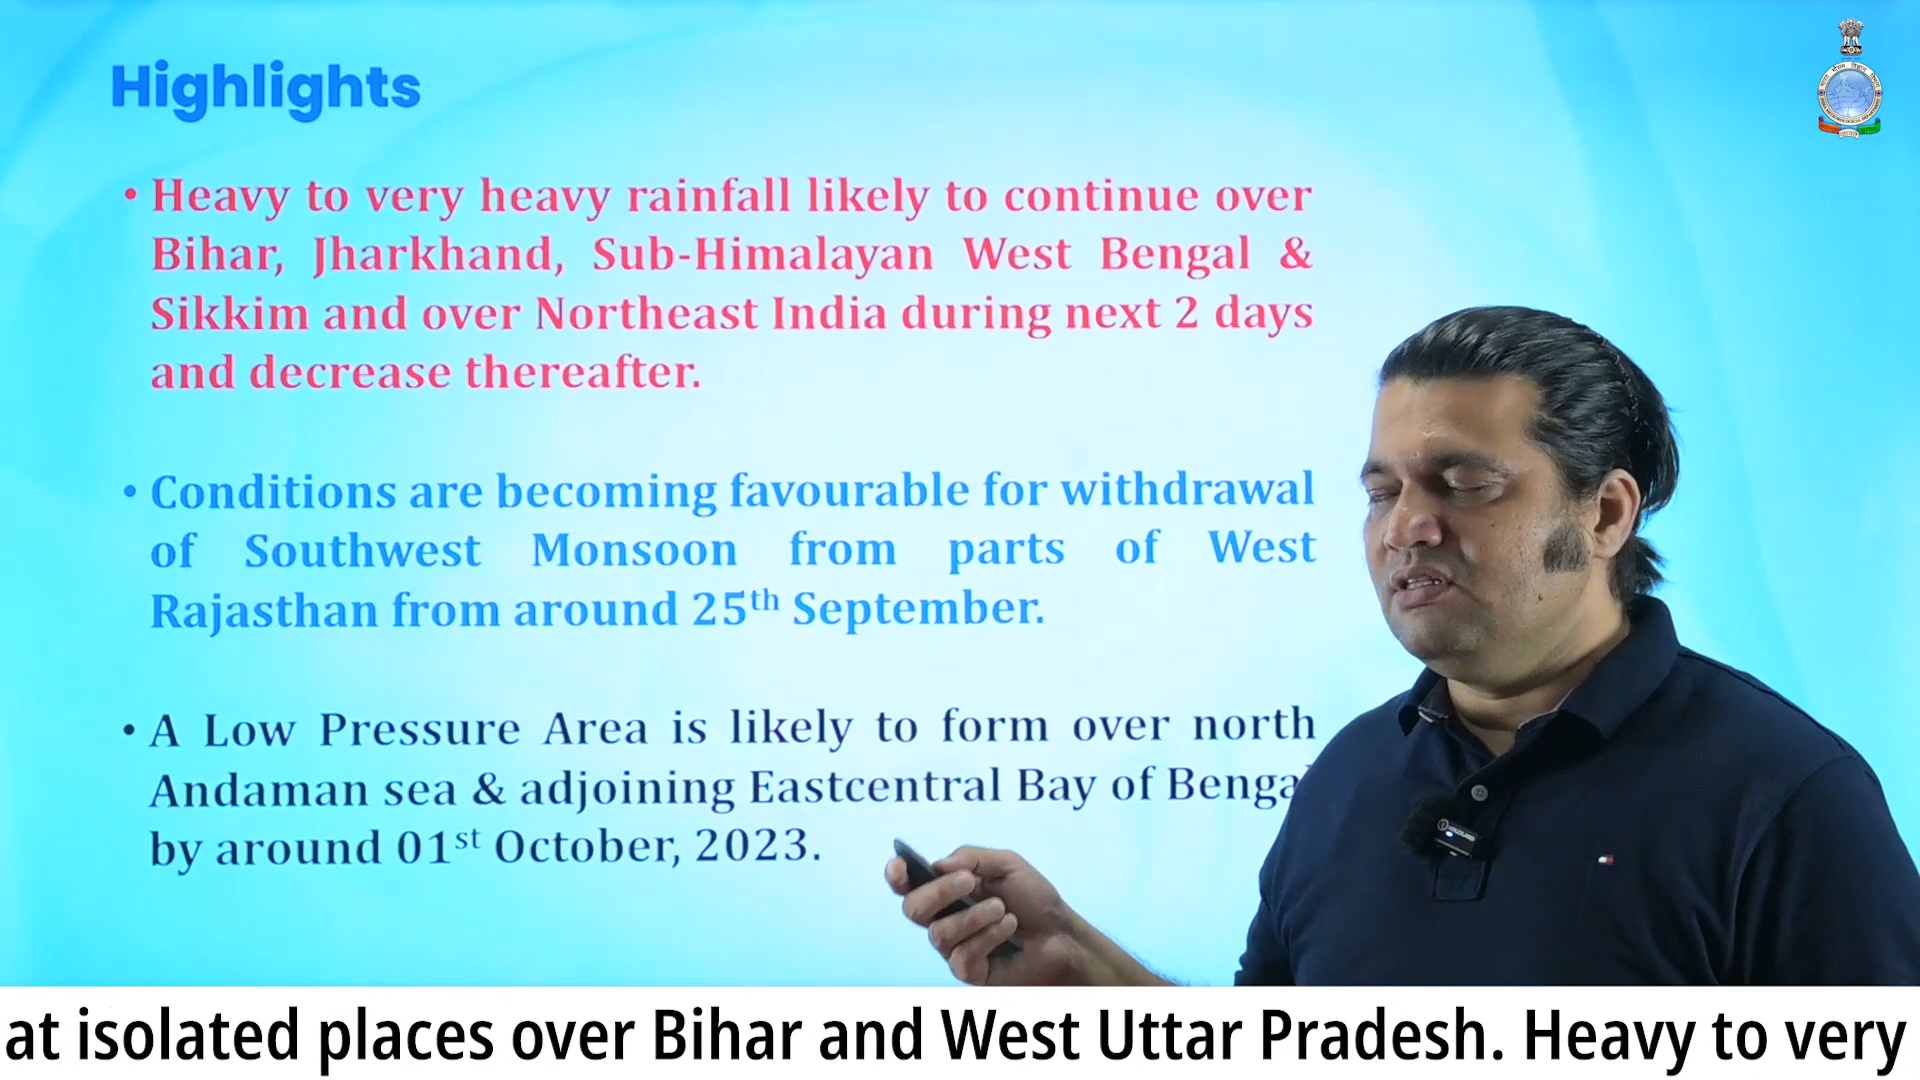 Highlights
• Heavy to very heavy rainfall likely to continue over
Bihar, Jharkhand, Sub-Himalayan West Bengal &
Sikkim and over Northeast India during next 2 days
and decrease thereafter.
• Conditions are becoming favourable for withdrawal
of Southwest Monsoon from parts of West
Rajasthan from around 25th September.
• A Low Pressure Area is likely to form over north
Andaman sea & adjoining Eastcentral Bay of Benga
by around 01st October, 2023.
at isolated places over Bihar and West Uttar Pradesh. Heavy to very